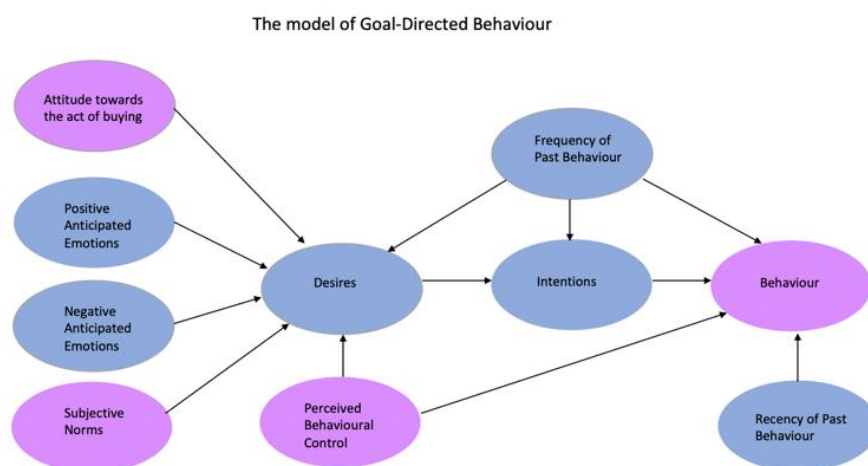 The model of Goal-Directed Behaviour
Attitude towards
the act of buying
Frequency of
Past Behaviour
Positive
Anticipated
Emotions
Desires
Intentions
Behaviour
Negative
Anticipated
Emotions
Subjective
Norms
Perceived
Behavioural
Control
Recency of Past
Behaviour